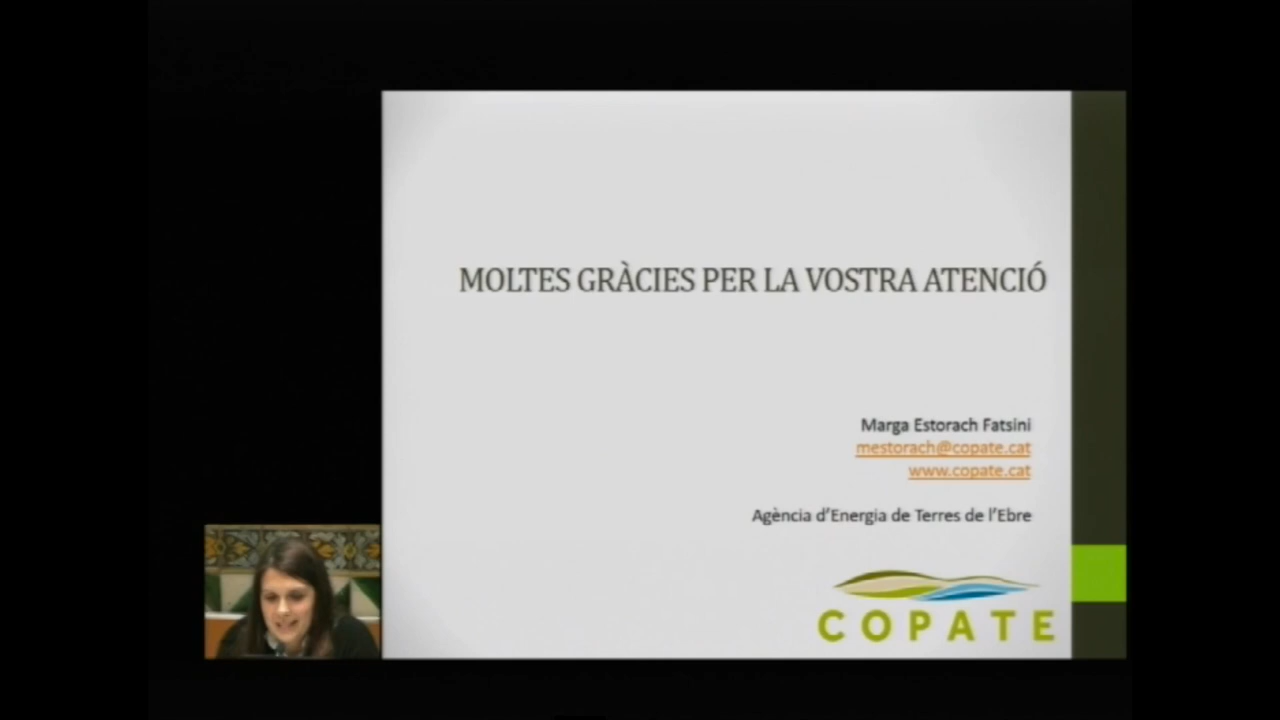 MOLTES GRÀCIES PER LA VOSTRA ATENCIÓ
Marga Estorach Fatsini
mestorach@copate.cat
www.copate.cat
Agència d'Energia de Terres de l'Ebre
COPATE